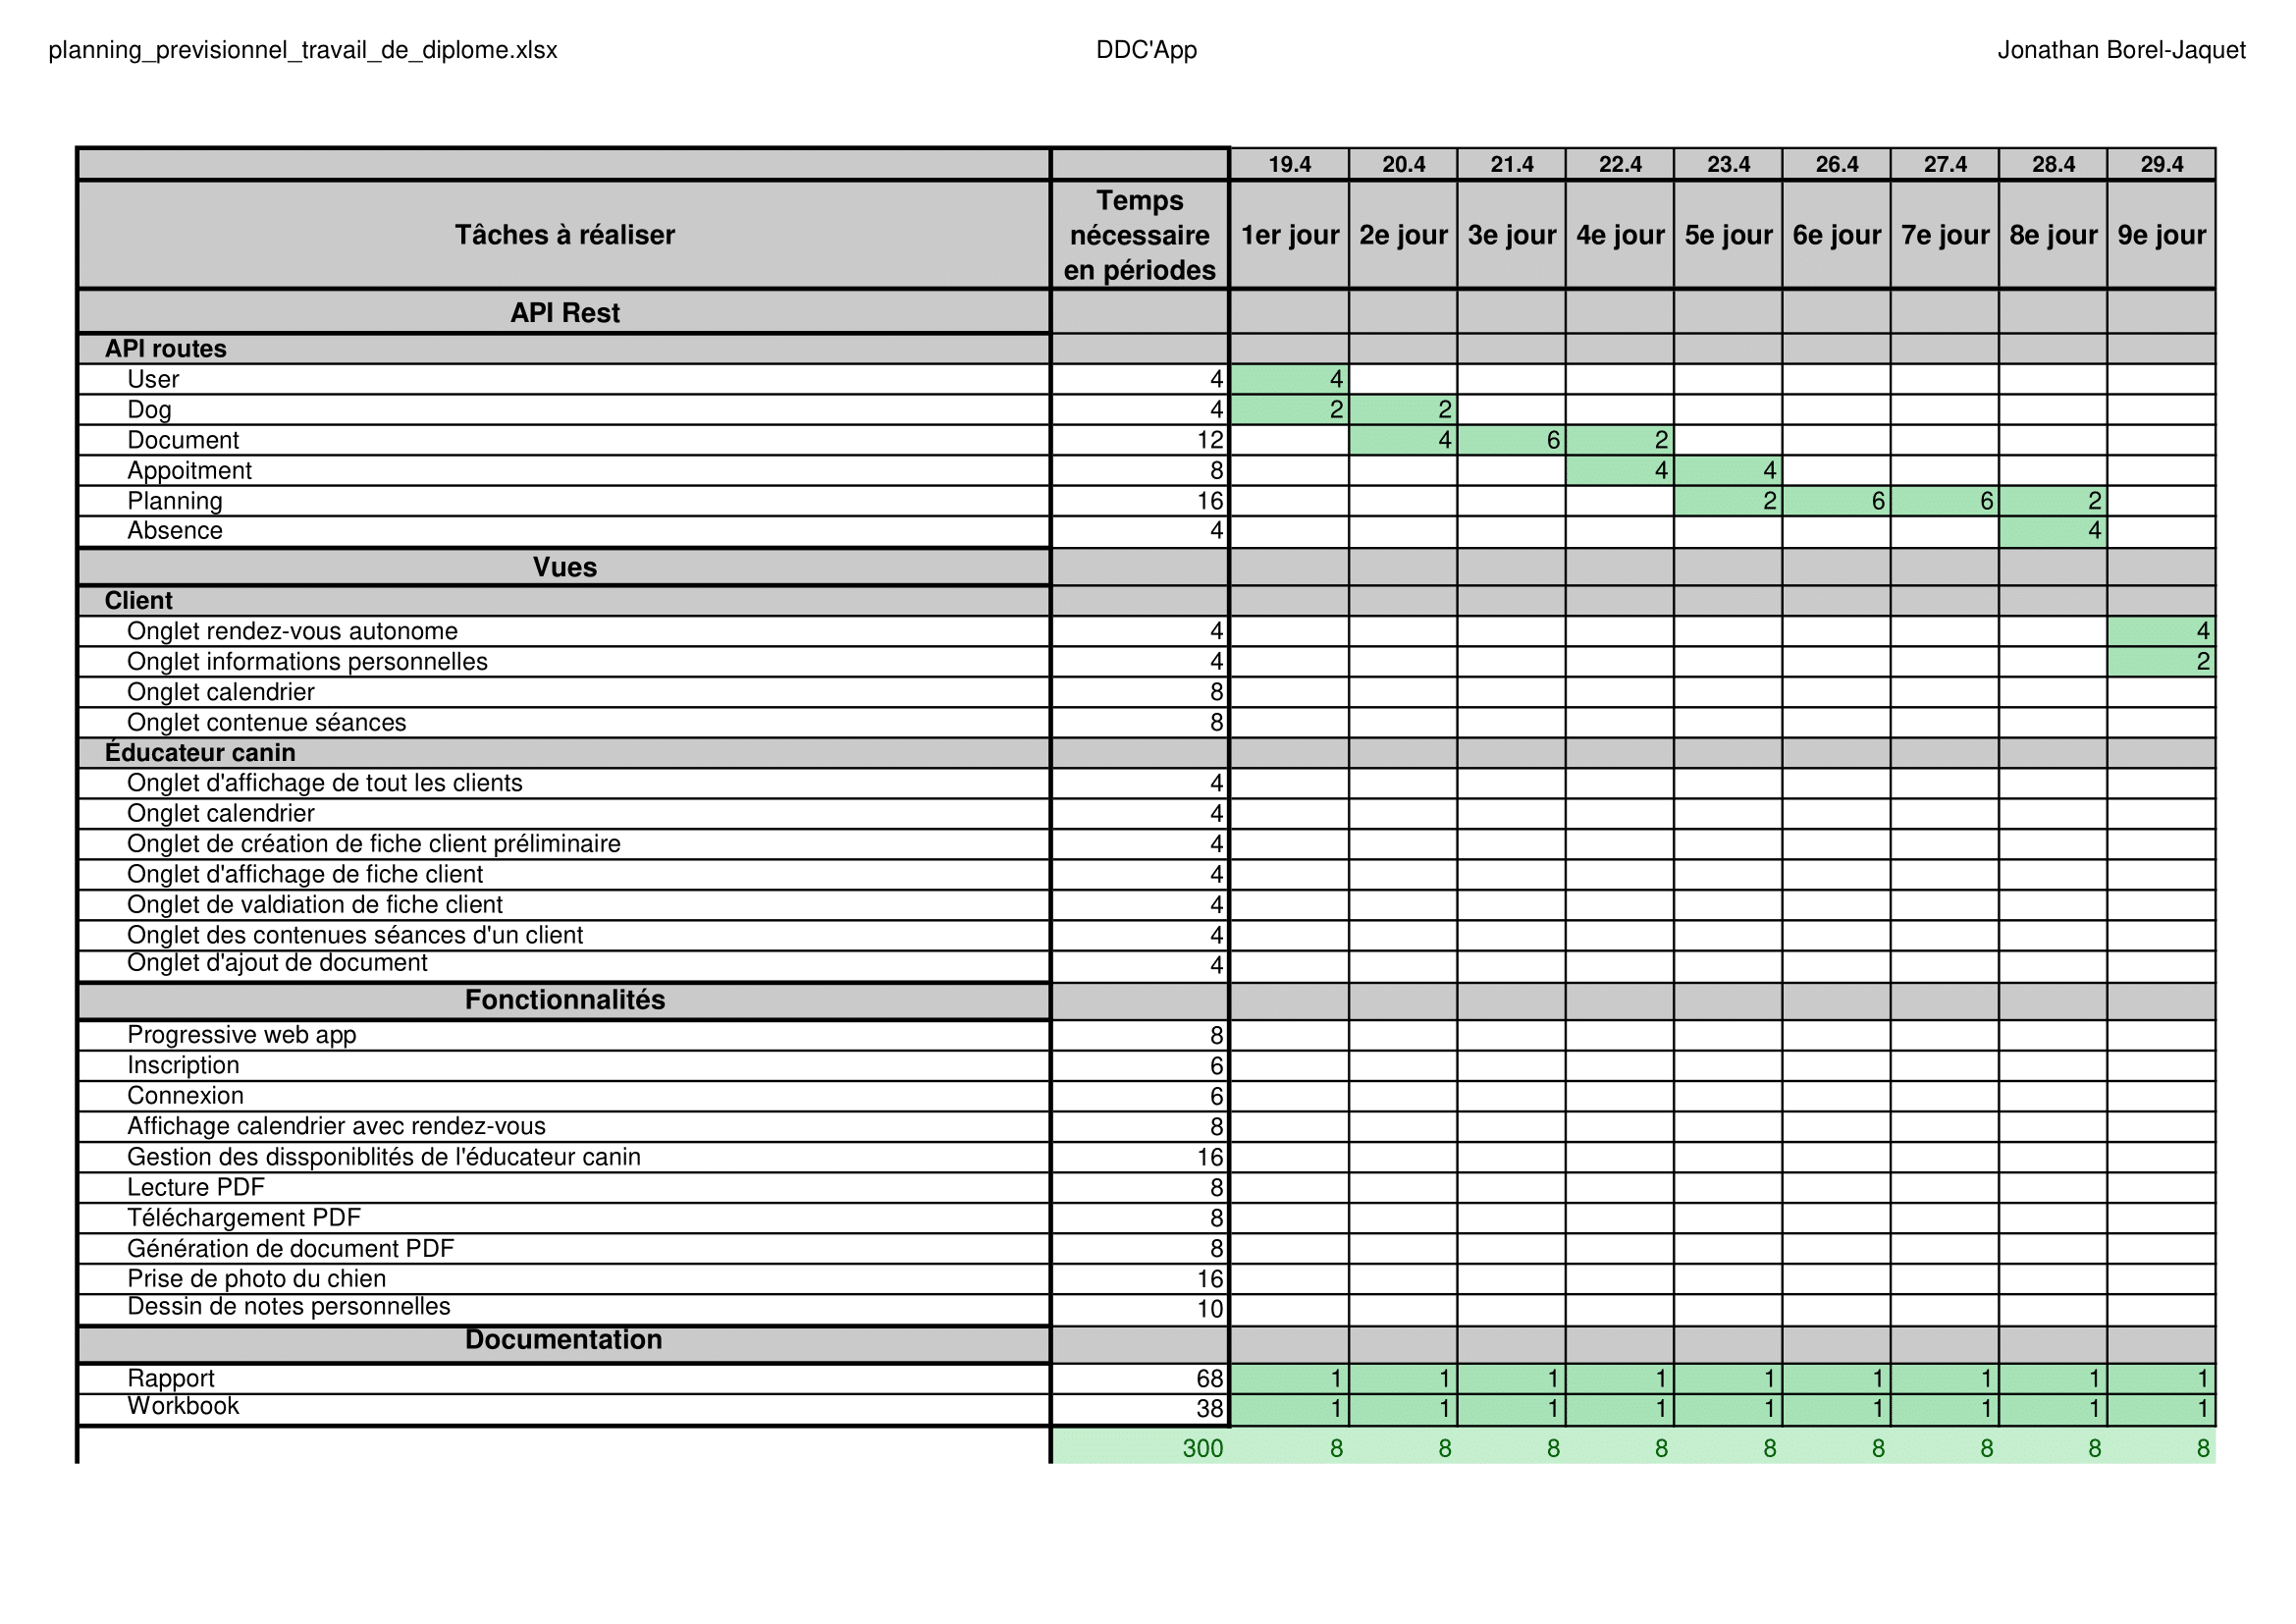 planning_previsionnel_travail_de_diplome.xlsx DDC'App Jonathan Borel-Jaquet
19.4 20.4 21.4 22.4 23.4 26.4 27.4 28.4 29.4
Tâches à réaliser Temps nécessaire en périodes 1er jour 2e jour 3e jour 4e jour 5e jour 6e jour 7e jour 8e jour 9e jour
API Rest
API routes
User 4 4
Dog 4 2 2
Document 12 4 6 2
Appoitment 8 4 4
Planning 16 2 6 6 2
Absence 4 4
Vues
Client
Onglet rendez-vous autonome 4 4
Onglet informations personnelles 4 2
Onglet calendrier 8
Onglet contenue séances 8
Éducateur canin
Onglet d'affichage de tout les clients 4
Onglet calendrier 4
Onglet de création de fiche client préliminaire 4
Onglet d'affichage de fiche client 4
Onglet de valdiation de fiche client 4
Onglet des contenues séances d'un client 4
Onglet d'ajout de document 4
Fonctionnalités
Progressive web app 8
Inscription 6
Connexion 6
Affichage calendrier avec rendez-vous 8
Gestion des dissponiblités de l'éducateur canin 16
Lecture PDF 8
Téléchargement PDF 8
Génération de document PDF 8
Prise de photo du chien 16
Dessin de notes personnelles 10
Documentation
Rapport 68 1 1 1 1 1 1 1 1 1
Workbook 38 1 1 1 1 1 1 1 1 1
300 8 8 8 8 8 8 8 8 8